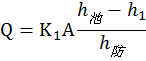 Q = K₁A (h池 − h₁) / h防